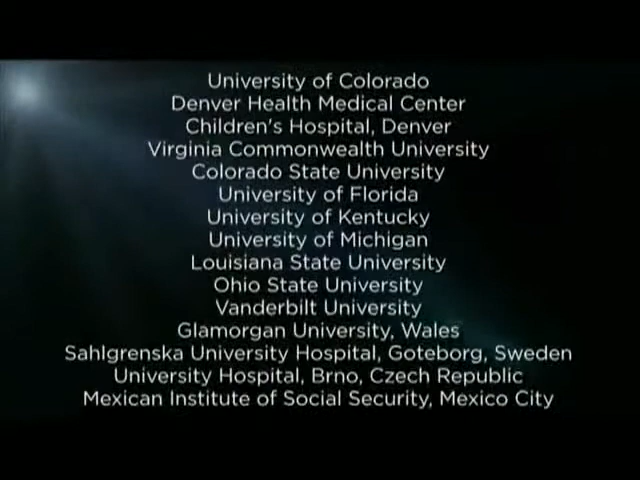 University of Colorado
Denver Health Medical Center
Children's Hospital, Denver
Virginia Commonwealth University
Colorado State University
University of Florida
University of Kentucky
University of Michigan
Louisiana State University
Ohio State University
Vanderbilt University
Glamorgan University, Wales
Sahlgrenska University Hospital, Goteborg, Sweden
University Hospital, Brno, Czech Republic
Mexican Institute of Social Security, Mexico City